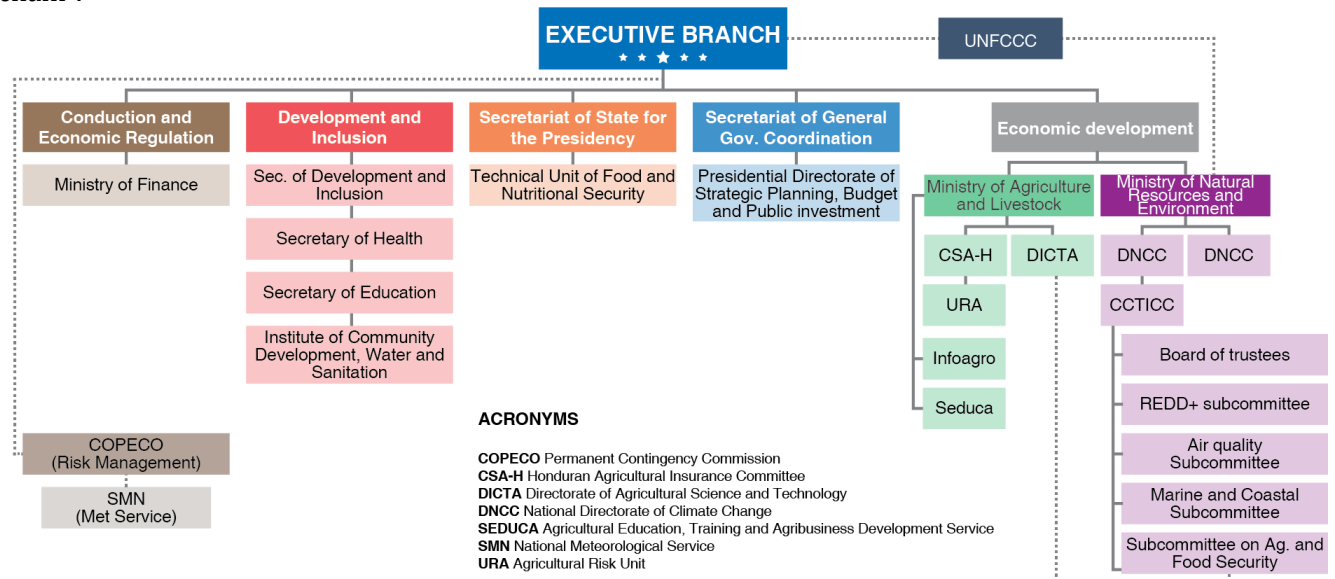 EXECUTIVE BRANCH
UNFCCC
Conduction and
Economic Regulation
Ministry of Finance
Development and
Inclusion
Sec. of Development and
Inclusion
Secretary of Health
Secretary of Education
Institute of Community
Development, Water and
Sanitation
Secretariat of State for
the Presidency
Technical Unit of Food and
Nutritional Security
Secretariat of General
Gov. Coordination
Presidential Directorate of
Strategic Planning, Budget
and Public investment
Economic development
Ministry of Agriculture
and Livestock
CSA-H
DICTA
URA
Infoagro
Seduca
Ministry of Natural
Resources and
Environment
DNCC
DNCC
CCTICC
Board of trustees
REDD+ subcommittee
Air quality
Subcommittee
Marine and Coastal
Subcommittee
Subcommittee on Ag. and
Food Security
COPECO
(Risk Management)
SMN
(Met Service)
ACRONYMS
COPECO Permanent Contingency Commission
CSA-H Honduran Agricultural Insurance Committee
DICTA Directorate of Agricultural Science and Technology
DNCC National Directorate of Climate Change
SEDUCA Agricultural Education, Training and Agribusiness Development Service
SMN National Meteorological Service
URA Agricultural Risk Unit